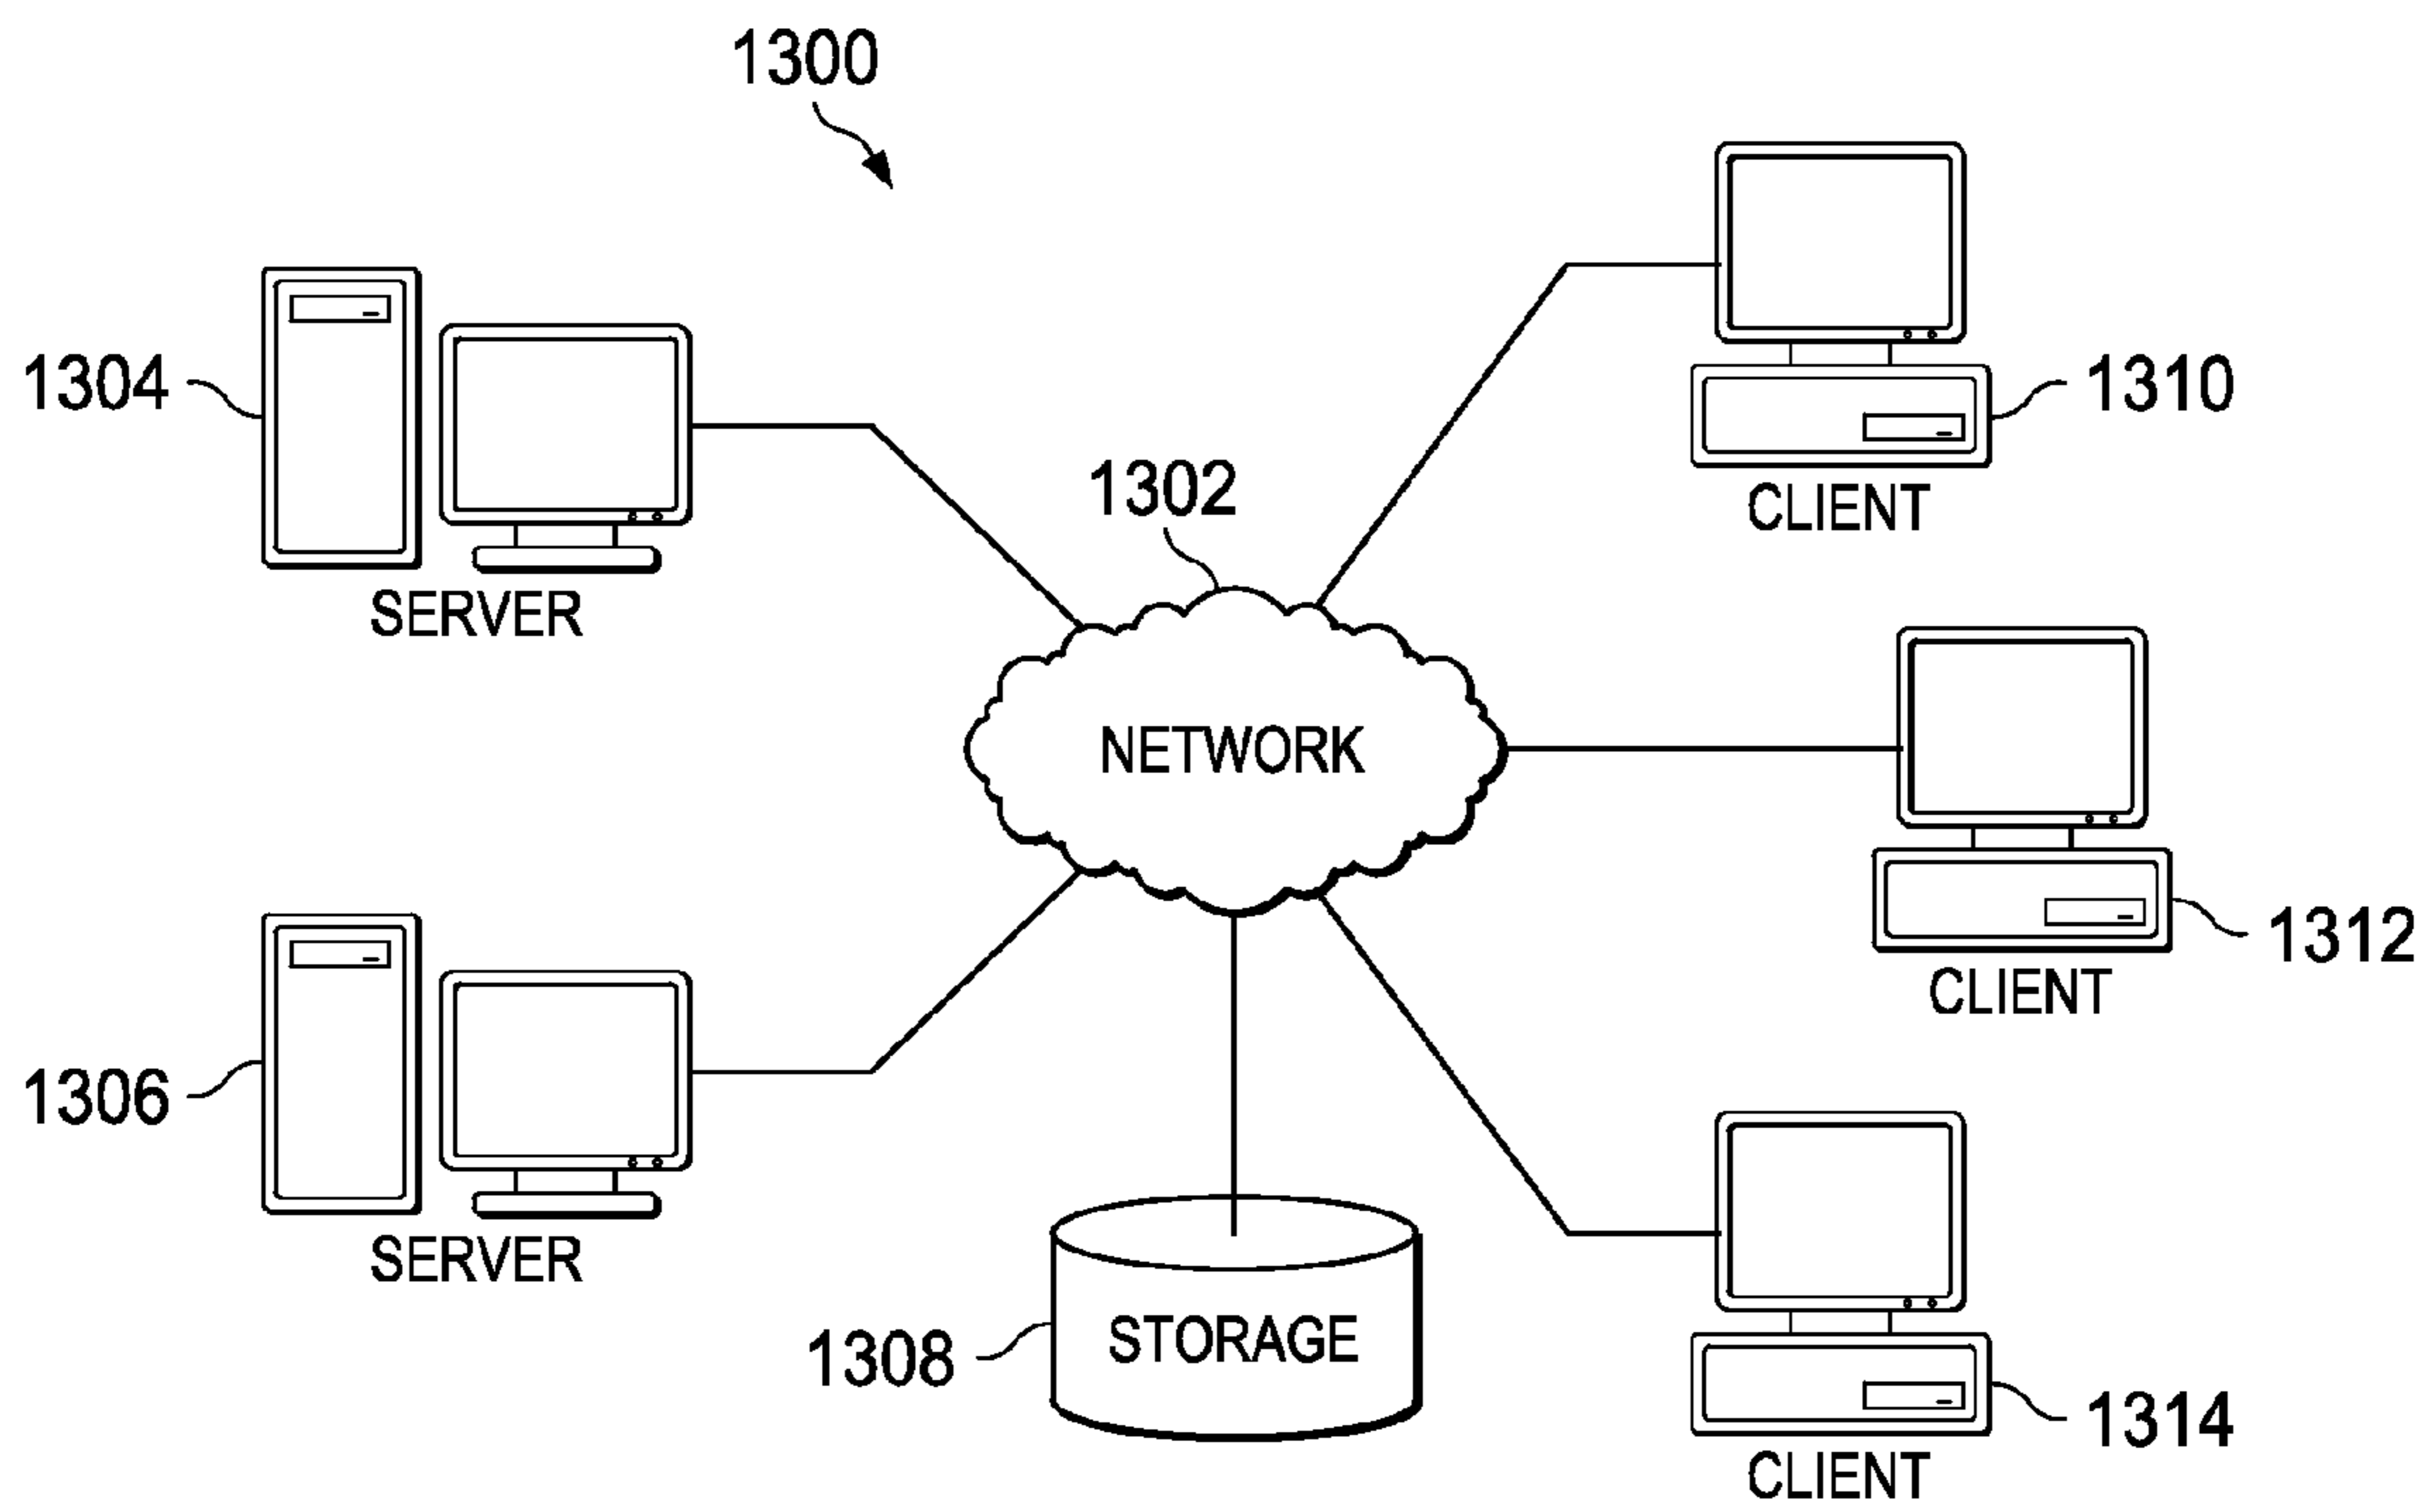 1300
1304
SERVER
1310
CLIENT
1302
NETWORK
1312
CLIENT
1306
SERVER
1308
STORAGE
1314
CLIENT